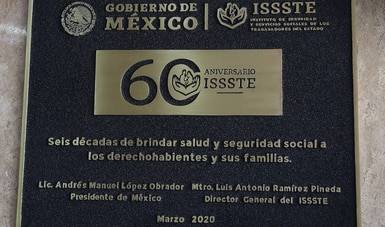 GOBIERNO DE
MÉXICO
ISSSTE
INSTITUTO DE SEGURIDAD
Y SERVICIOS SOCIALES DE LOS
TRABAJADORES DEL ESTADO
60
ANIVERSARIO
ISSSTE
Seis décadas de brindar salud y seguridad social a
los derechohabientes y sus familias.
Lic. Andrés Manuel López Obrador
Presidente de México
Mtro. Luis Antonio Ramírez Pineda
Director General del ISSSTE
Marzo 2020